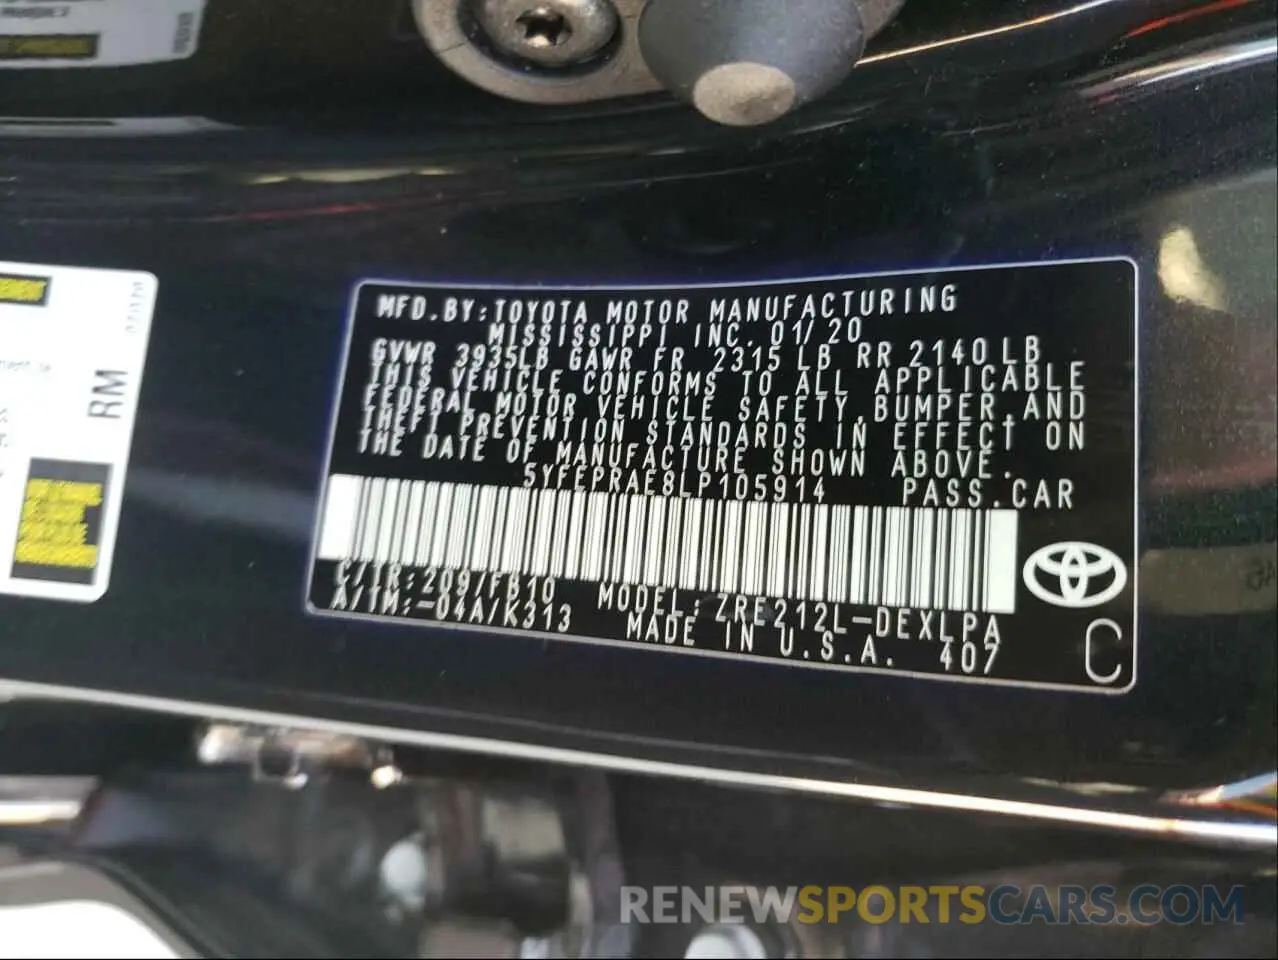 MFD.BY:TOYOTA MOTOR MANUFACTURING
MISSISSIPPI INC. 01/20
GVWR 3935LB GAWR FR 2315 LB RR 2140 LB
THIS VEHICLE CONFORMS TO ALL APPLICABLE
FEDERAL MOTOR VEHICLE SAFETY,BUMPER,AND
THEFT PREVENTION STANDARDS IN EFFECT ON
THE DATE OF MANUFACTURE SHOWN ABOVE.
5YFEPRAE8LP105914 PASS.CAR
C/TR:209/FB10 MODEL:ZRE212L-DEXLPA
A/TM:-04A/K313 MADE IN U.S.A. 407
C
RM
RENEWSPORTSCARS.COM